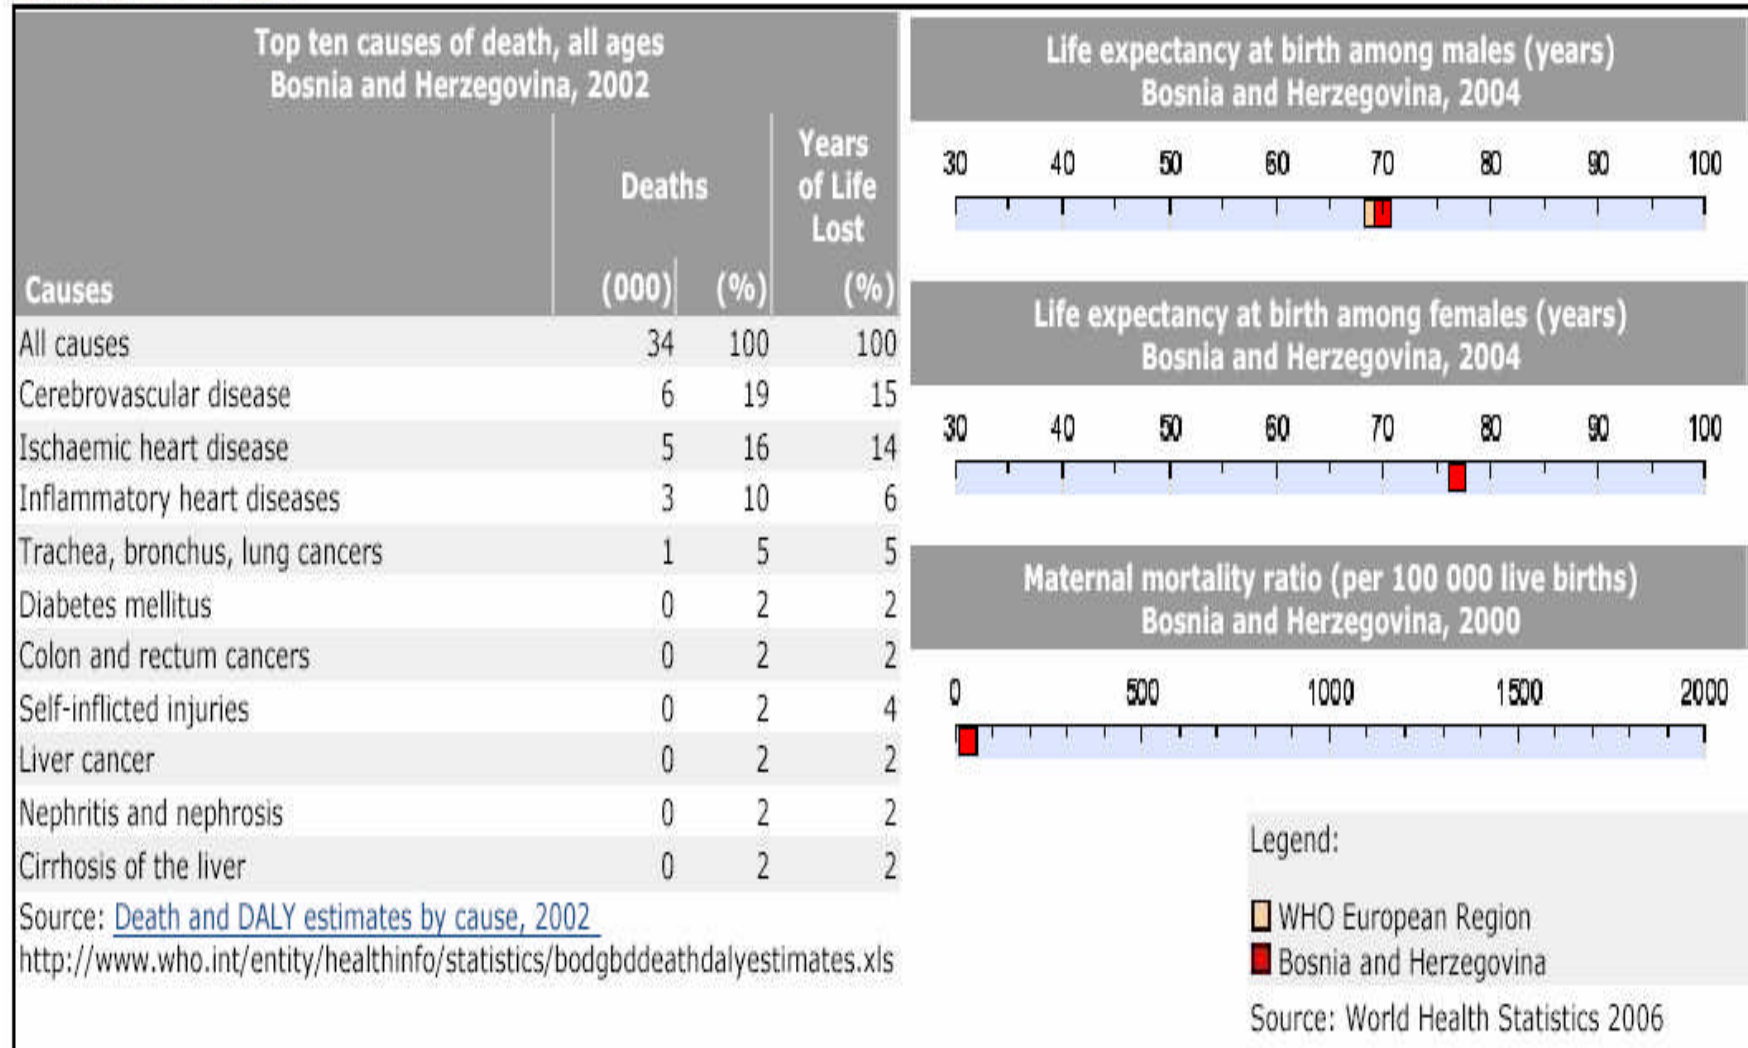 Top ten causes of death, all ages
Bosnia and Herzegovina, 2002
Causes
Deaths
Years
of Life
Lost
(000) (%) (%)
All causes 34 100 100
Cerebrovascular disease 6 19 15
Ischaemic heart disease 5 16 14
Inflammatory heart diseases 3 10 6
Trachea, bronchus, lung cancers 1 5 5
Diabetes mellitus 0 2 2
Colon and rectum cancers 0 2 2
Self-inflicted injuries 0 2 4
Liver cancer 0 2 2
Nephritis and nephrosis 0 2 2
Cirrhosis of the liver 0 2 2
Source: Death and DALY estimates by cause, 2002
http://www.who.int/entity/healthinfo/statistics/bodgbddeathdalyestimates.xls
Life expectancy at birth among males (years)
Bosnia and Herzegovina, 2004
30 40 50 60 70 80 90 100
Life expectancy at birth among females (years)
Bosnia and Herzegovina, 2004
30 40 50 60 70 80 90 100
Maternal mortality ratio (per 100 000 live births)
Bosnia and Herzegovina, 2000
0 500 1000 1500 2000
Legend:
WHO European Region
Bosnia and Herzegovina
Source: World Health Statistics 2006